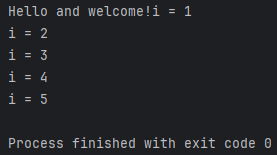 Hello and welcome!i = 1
i = 2
i = 3
i = 4
i = 5
Process finished with exit code 0